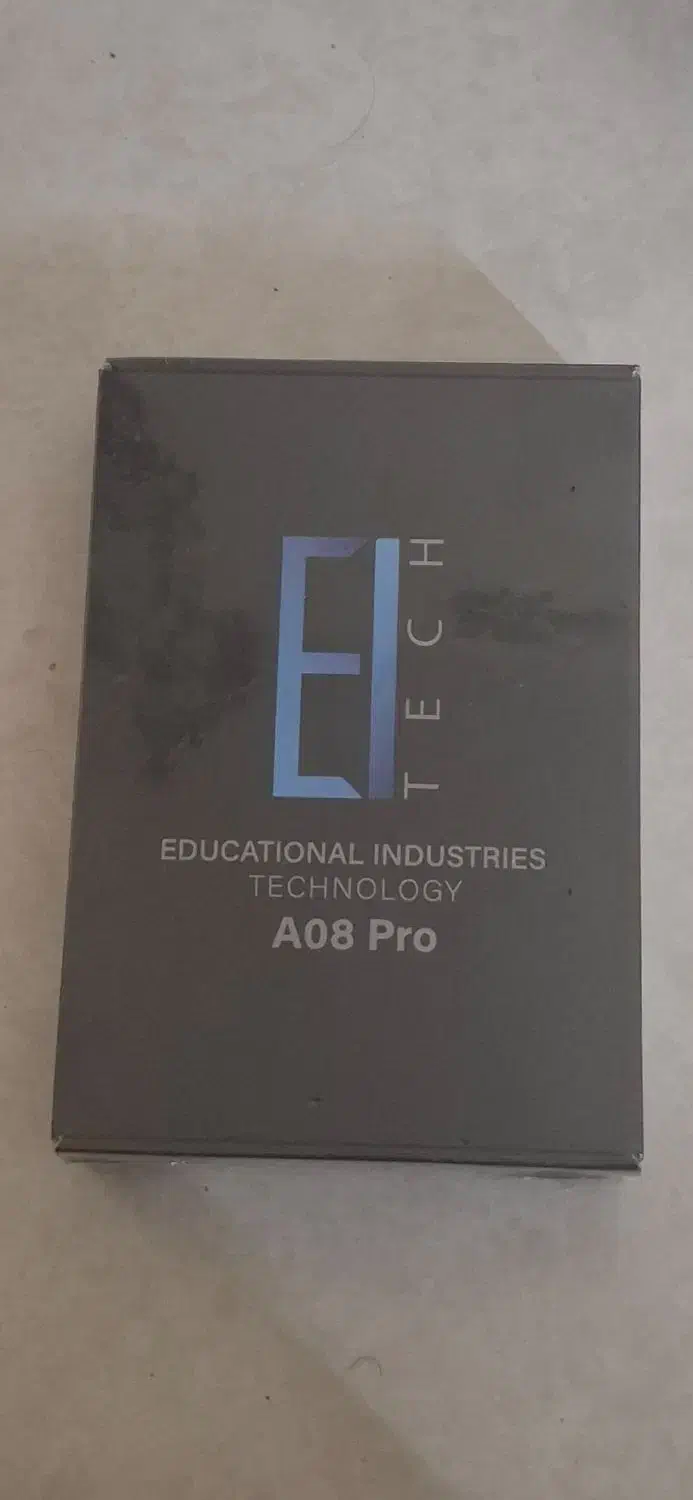 EI TECH
EDUCATIONAL INDUSTRIES
TECHNOLOGY
A08 Pro